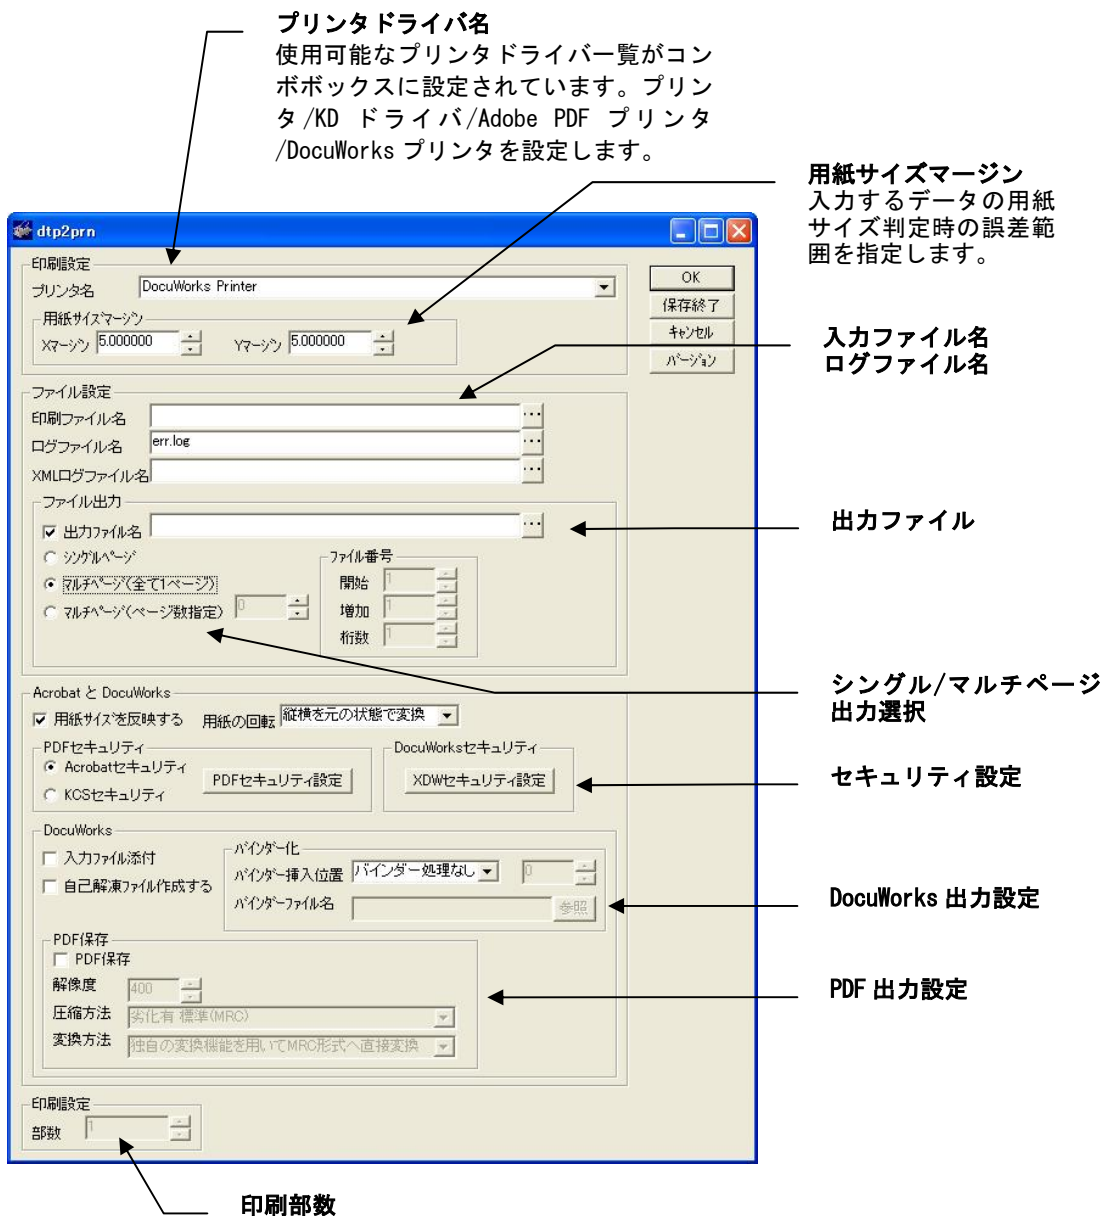 プリンタドライバ名
使用可能なプリンタドライバ一覧がコン
ボボックスに設定されています。プリン
タ/KD ドライバ/Adobe PDF プリンタ
/DocuWorks プリンタを設定します。
用紙サイズマージン
入力するデータの用紙
サイズ判定時の誤差範
囲を指定します。
dtp2prn
印刷設定
プリンタ名 DocuWorks Printer
OK
保存終了
キャンセル
バージョン
用紙サイズマージン
Xマージン 5.000000 Yマージン 5.000000
入力ファイル名
ログファイル名
ファイル設定
印刷ファイル名 ...
ログファイル名 err.log ...
XMLログファイル名 ...
ファイル出力
出力ファイル名 ...
出力ファイル
シングルページ
マルチページ(全て1ページ)
マルチページ(ページ数指定) 0
ファイル番号
開始 1
増加 1
桁数 1
シングル/マルチページ
出力選択
Acrobat と DocuWorks
用紙サイズを反映する 用紙の回転 縦横を元の状態で変換
PDFセキュリティ
Acrobatセキュリティ
KCSセキュリティ
PDFセキュリティ設定
DocuWorksセキュリティ
XDWセキュリティ設定
セキュリティ設定
DocuWorks
入力ファイル添付
自己解凍ファイル作成する
バインダー化
バインダー挿入位置 バインダー処理なし 0
バインダーファイル名 参照
DocuWorks 出力設定
PDF保存
PDF保存
解像度 400
圧縮方法 劣化有 標準(MRC)
変換方法 独自の変換機能を用いてMRC形式へ直接変換
PDF 出力設定
印刷設定
部数 1
印刷部数